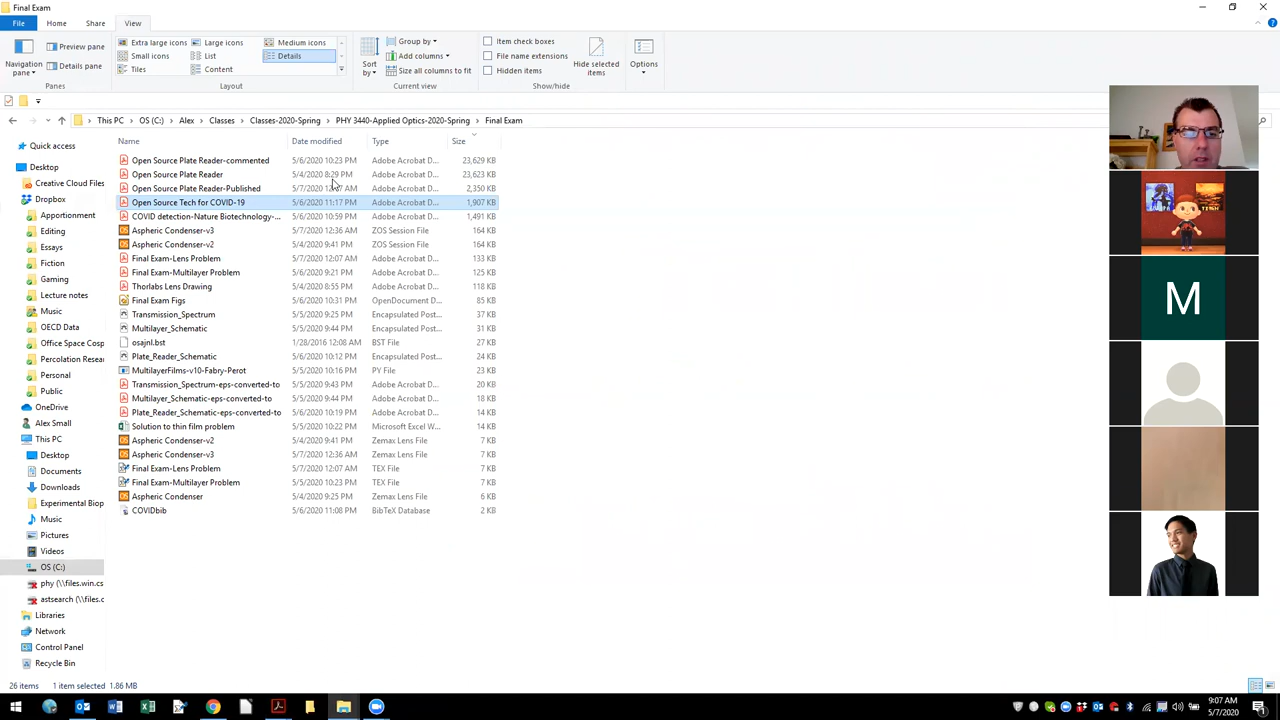 Final Exam
File Home Share View
Navigation pane
Preview pane
Details pane
Panes
Extra large icons Large icons Medium icons
Small icons List Details
Tiles Content
Layout
Sort by
Group by
Add columns
Size all columns to fit
Current view
Item check boxes
File name extensions
Hidden items
Hide selected items
Show/hide
Options
This PC OS (C:) Alex Classes Classes-2020-Spring PHY 3440-Applied Optics-2020-Spring Final Exam
Quick access
Desktop
Creative Cloud Files
Dropbox
Apportionment
Editing
Essays
Fiction
Gaming
Lecture notes
Music
OECD Data
Office Space Cosp
Percolation Resea
Personal
Public
OneDrive
Alex Small
This PC
Desktop
Documents
Downloads
Experimental Biop
Music
Pictures
Videos
OS (C:)
phy (\\files.win.cs
astsearch (\\files.c
Libraries
Network
Control Panel
Recycle Bin
Name Date modified Type Size
Open Source Plate Reader-commented 5/6/2020 10:23 PM Adobe Acrobat D... 23,629 KB
Open Source Plate Reader 5/4/2020 8:29 PM Adobe Acrobat D... 23,623 KB
Open Source Plate Reader-Published 5/7/2020 AM Adobe Acrobat D... 2,350 KB
Open Source Tech for COVID-19 5/6/2020 11:17 PM Adobe Acrobat D... 1,907 KB
COVID detection-Nature Biotechnology-... 5/6/2020 10:59 PM Adobe Acrobat D... 1,491 KB
Aspheric Condenser-v3 5/7/2020 12:36 AM ZOS Session File 164 KB
Aspheric Condenser-v2 5/4/2020 9:41 PM ZOS Session File 164 KB
Final Exam-Lens Problem 5/7/2020 12:07 AM Adobe Acrobat D... 133 KB
Final Exam-Multilayer Problem 5/6/2020 9:21 PM Adobe Acrobat D... 125 KB
Thorlabs Lens Drawing 5/4/2020 8:55 PM Adobe Acrobat D... 118 KB
Final Exam Figs 5/6/2020 10:31 PM OpenDocument D... 85 KB
Transmission_Spectrum 5/5/2020 9:25 PM Encapsulated Post... 37 KB
Multilayer_Schematic 5/5/2020 9:44 PM Encapsulated Post... 31 KB
osajnl.bst 1/28/2016 12:08 AM BST File 27 KB
Plate_Reader_Schematic 5/6/2020 10:12 PM Encapsulated Post... 24 KB
MultilayerFilms-v10-Fabry-Perot 5/5/2020 10:16 PM PY File 23 KB
Transmission_Spectrum-eps-converted-to 5/5/2020 9:43 PM Adobe Acrobat D... 20 KB
Multilayer_Schematic-eps-converted-to 5/5/2020 9:44 PM Adobe Acrobat D... 18 KB
Plate_Reader_Schematic-eps-converted-to 5/6/2020 10:19 PM Adobe Acrobat D... 14 KB
Solution to thin film problem 5/5/2020 10:22 PM Microsoft Excel W... 14 KB
Aspheric Condenser-v2 5/4/2020 9:41 PM Zemax Lens File 7 KB
Aspheric Condenser-v3 5/7/2020 12:36 AM Zemax Lens File 7 KB
Final Exam-Lens Problem 5/7/2020 12:07 AM TEX File 7 KB
Final Exam-Multilayer Problem 5/5/2020 10:23 PM TEX File 7 KB
Aspheric Condenser 5/4/2020 9:25 PM Zemax Lens File 6 KB
COVIDbib 5/6/2020 11:08 PM BibTeX Database 2 KB
M
26 items 1 item selected 1.86 MB
9:07 AM
5/7/2020